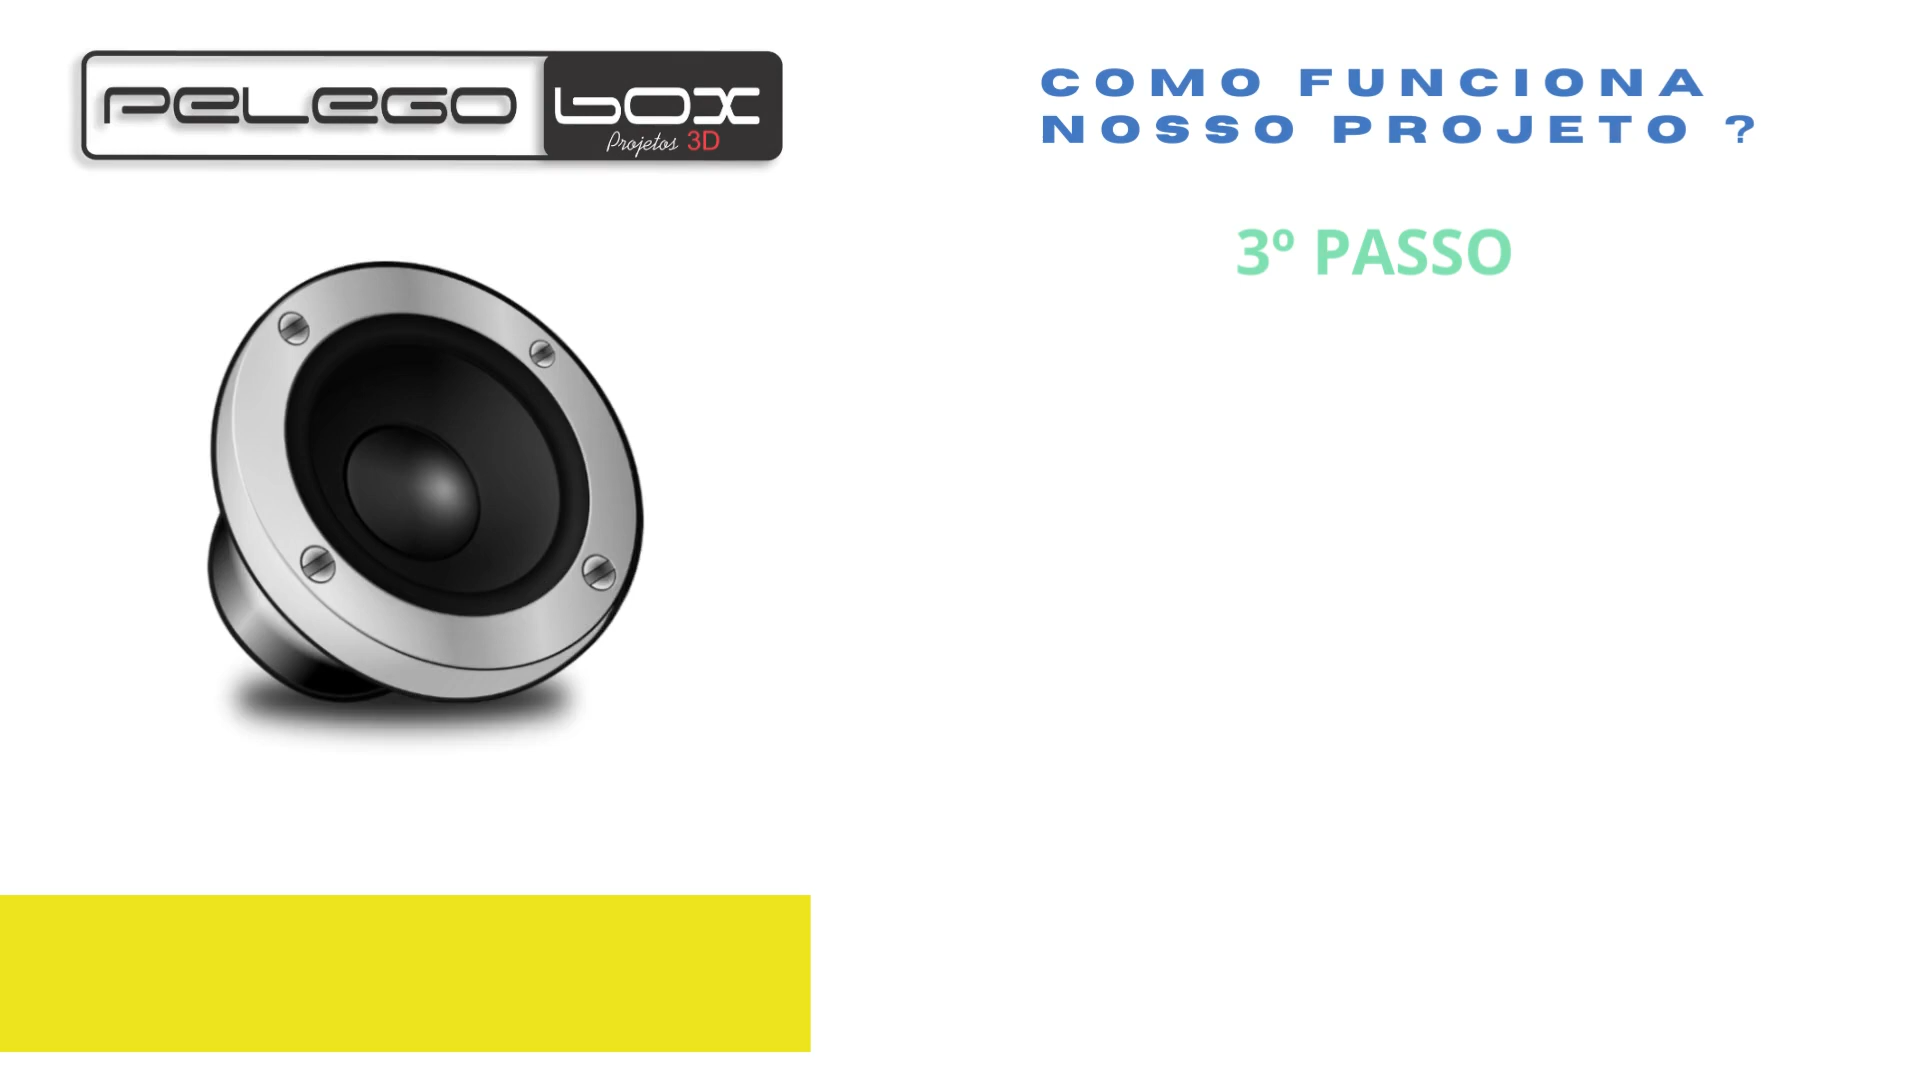 PELEGO BOX
Projetos 3D
COMO FUNCIONA
NOSSO PROJETO ?
3º PASSO